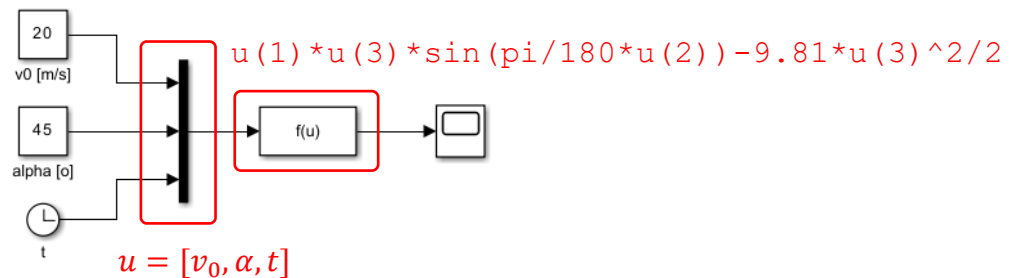 20
v0 [m/s]
u(1)*u(3)*sin(pi/180*u(2))-9.81*u(3)^2/2
45
alpha [o]
f(u)
t
u = [v₀, α, t]